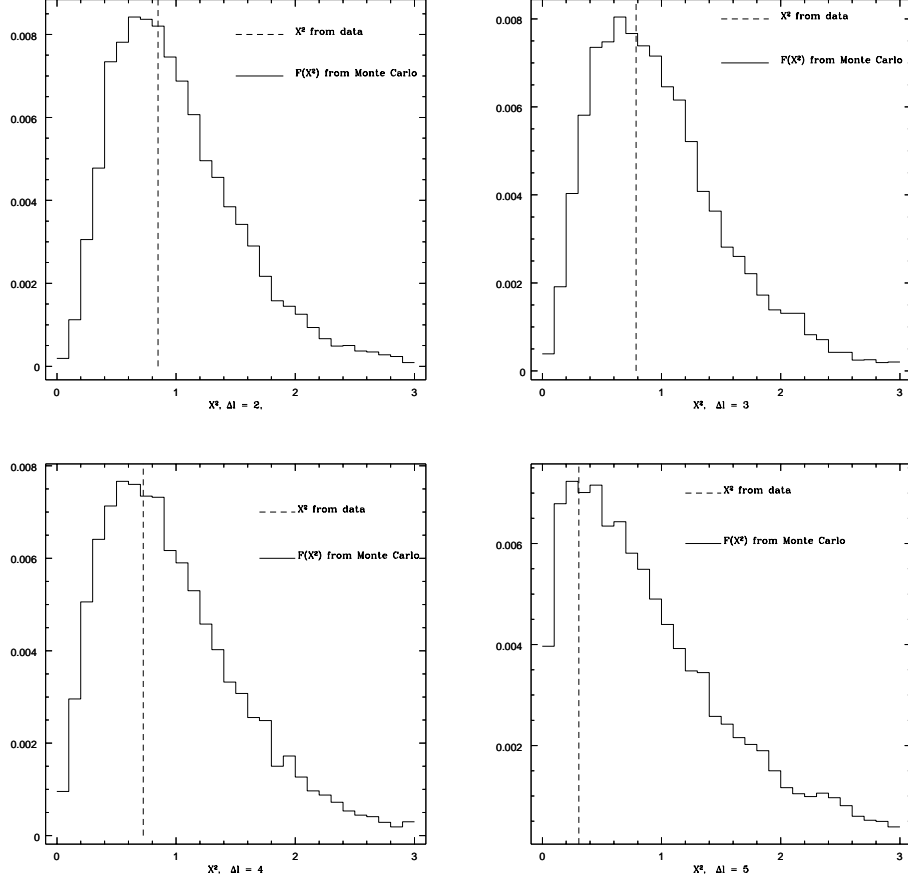 0.008
0.006
0.004
0.002
0
X², from data
F(X²) from Monte Carlo
0 1 2 3
X², Δl = 2,
0.008
0.006
0.004
0.002
0
X² from data
F(X²) from Monte Carlo
0 1 2 3
X², Δl = 3
0.008
0.006
0.004
0.002
0
X² from data
F(X²) from Monte Carlo
0 1 2 3
X², Δl = 4
0.006
0.004
0.002
X² from data
F(X²) from Monte Carlo
0 1 2 3
X², Δl = 5